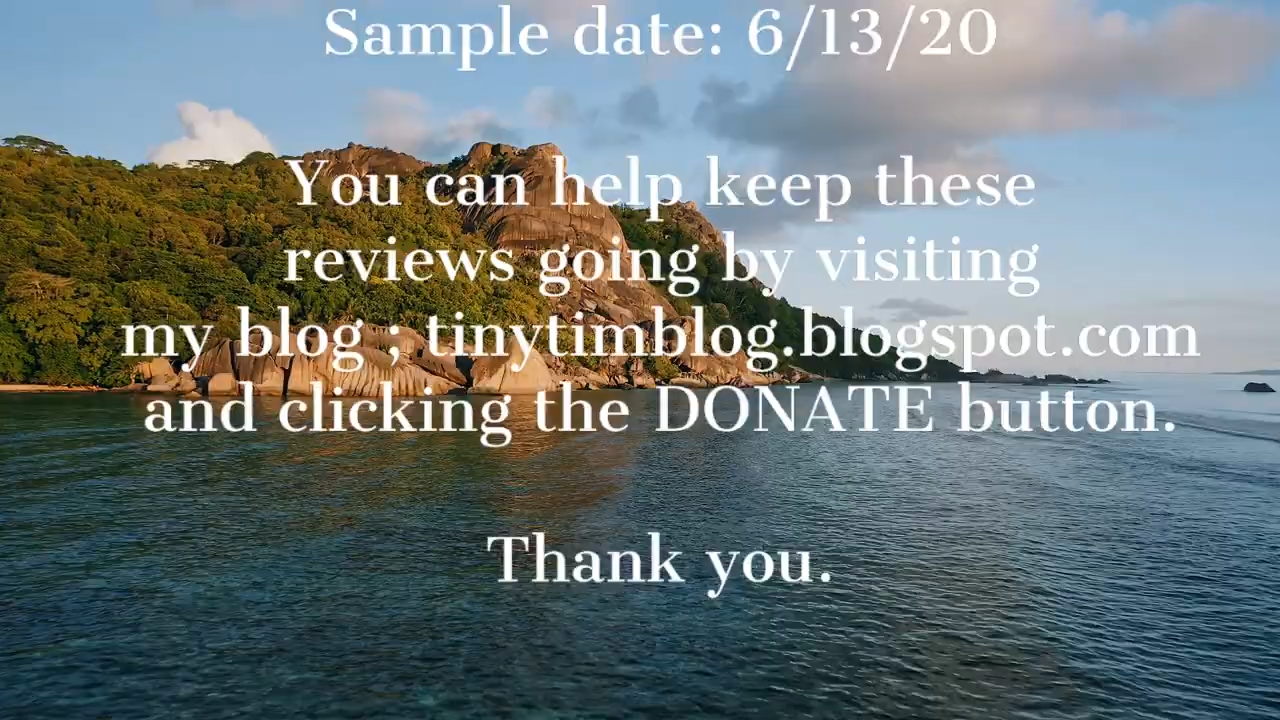 Sample date: 6/13/20
You can help keep these
reviews going by visiting
my blog ; tinytimblog.blogspot.com
and clicking the DONATE button.
Thank you.